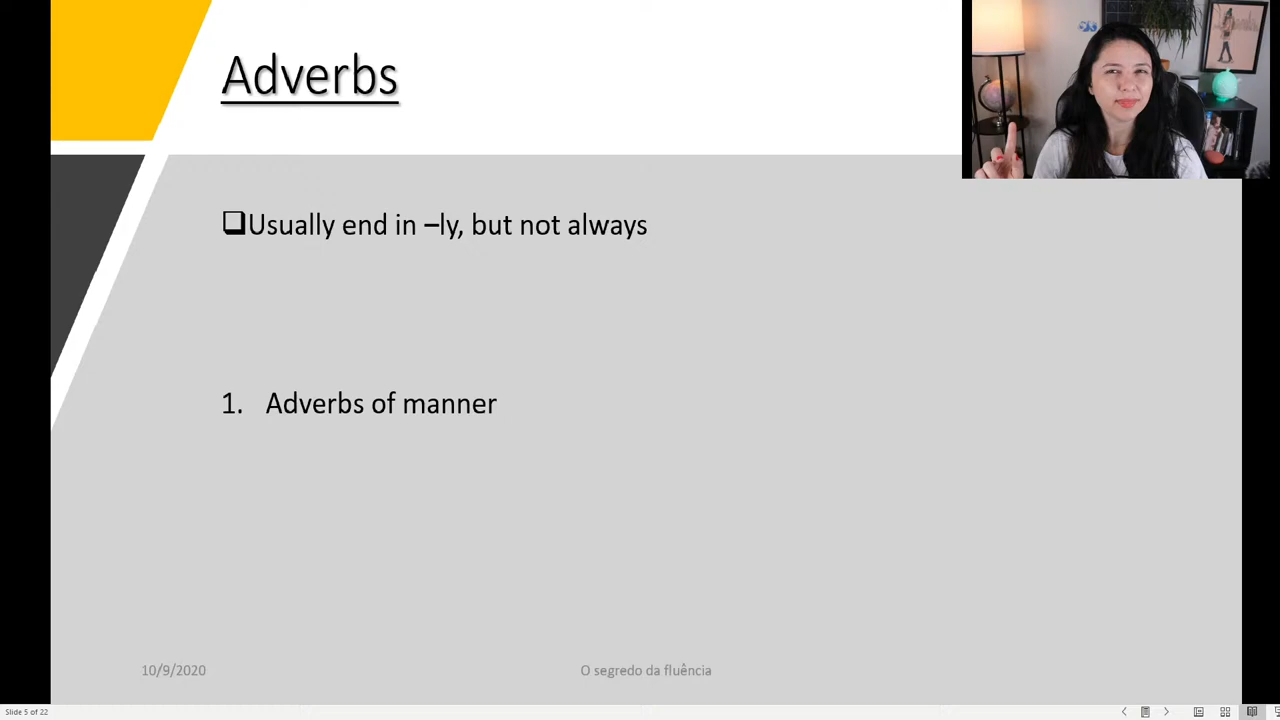 Adverbs
❑Usually end in –ly, but not always
1. Adverbs of manner
10/9/2020
O segredo da fluência
Slide 5 of 22